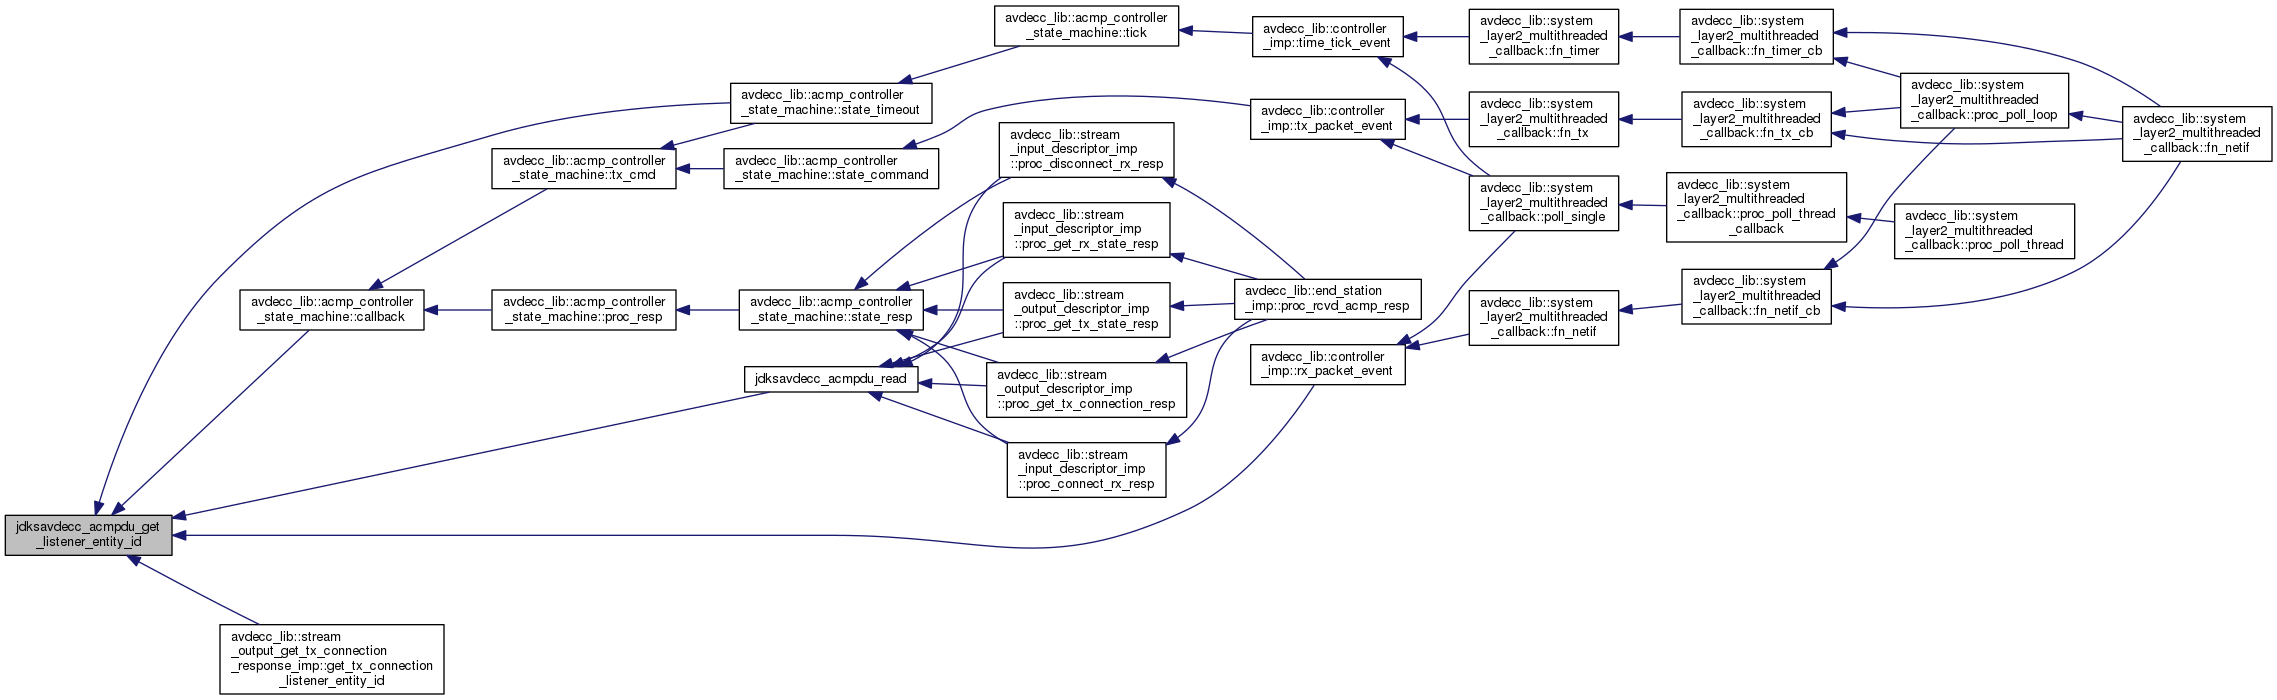 jdksavdecc_acmpdu_get
_listener_entity_id
avdecc_lib::acmp_controller
_state_machine::callback
avdecc_lib::stream
_output_get_tx_connection
_response_imp::get_tx_connection
_listener_entity_id
avdecc_lib::acmp_controller
_state_machine::tx_cmd
avdecc_lib::acmp_controller
_state_machine::proc_resp
avdecc_lib::acmp_controller
_state_machine::state_timeout
avdecc_lib::acmp_controller
_state_machine::state_command
avdecc_lib::acmp_controller
_state_machine::state_resp
jdksavdecc_acmpdu_read
avdecc_lib::acmp_controller
_state_machine::tick
avdecc_lib::stream
_input_descriptor_imp
::proc_disconnect_rx_resp
avdecc_lib::stream
_input_descriptor_imp
::proc_get_rx_state_resp
avdecc_lib::stream
_output_descriptor_imp
::proc_get_tx_state_resp
avdecc_lib::stream
_output_descriptor_imp
::proc_get_tx_connection_resp
avdecc_lib::stream
_input_descriptor_imp
::proc_connect_rx_resp
avdecc_lib::controller
_imp::time_tick_event
avdecc_lib::controller
_imp::tx_packet_event
avdecc_lib::end_station
_imp::proc_rcvd_acmp_resp
avdecc_lib::controller
_imp::rx_packet_event
avdecc_lib::system
_layer2_multithreaded
_callback::fn_timer
avdecc_lib::system
_layer2_multithreaded
_callback::fn_tx
avdecc_lib::system
_layer2_multithreaded
_callback::poll_single
avdecc_lib::system
_layer2_multithreaded
_callback::fn_netif
avdecc_lib::system
_layer2_multithreaded
_callback::fn_timer_cb
avdecc_lib::system
_layer2_multithreaded
_callback::fn_tx_cb
avdecc_lib::system
_layer2_multithreaded
_callback::proc_poll_thread
_callback
avdecc_lib::system
_layer2_multithreaded
_callback::fn_netif_cb
avdecc_lib::system
_layer2_multithreaded
_callback::proc_poll_loop
avdecc_lib::system
_layer2_multithreaded
_callback::proc_poll_thread
avdecc_lib::system
_layer2_multithreaded
_callback::fn_netif